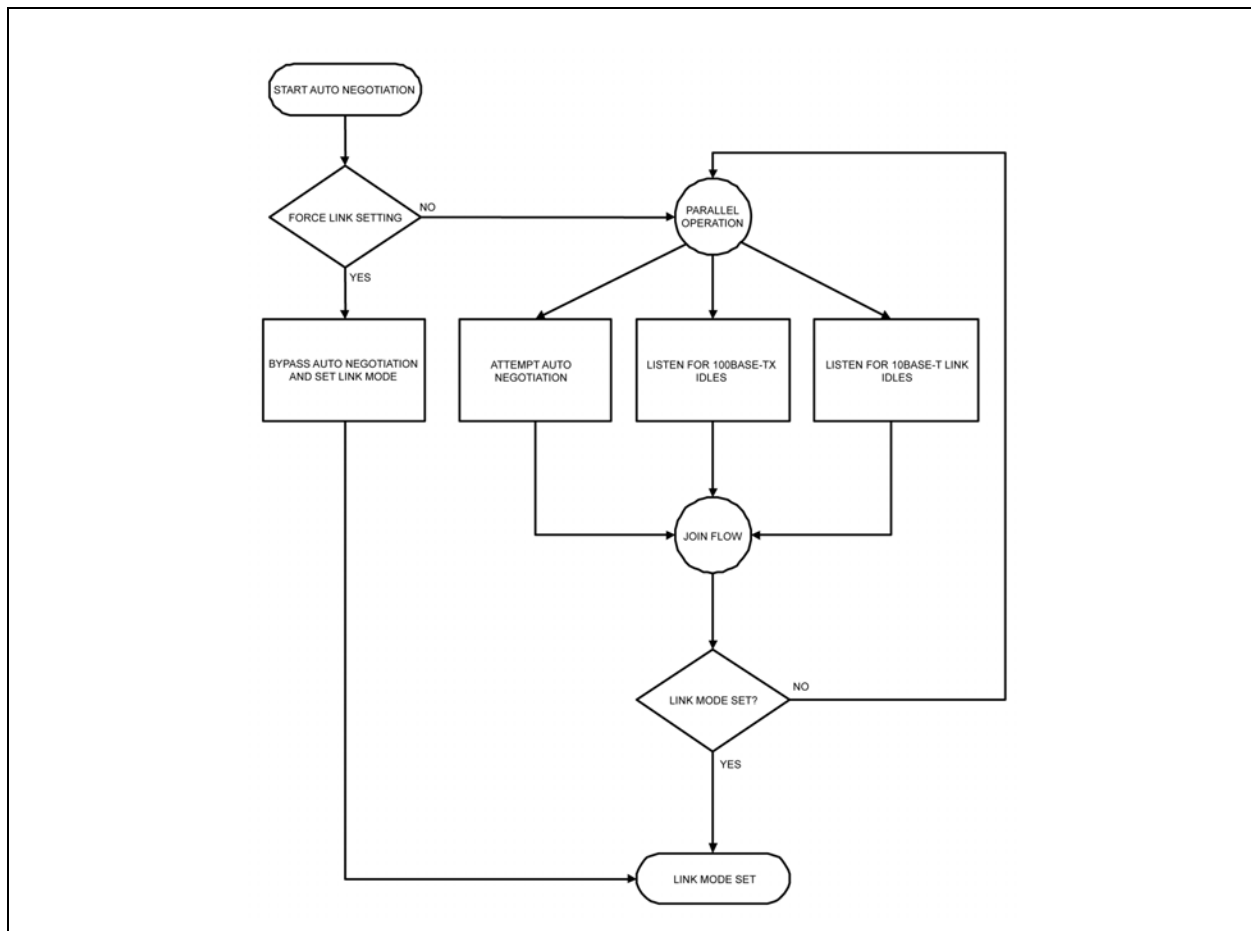 START AUTO NEGOTIATION
FORCE LINK SETTING
NO
PARALLEL
OPERATION
YES
BYPASS AUTO NEGOTIATION
AND SET LINK MODE
ATTEMPT AUTO
NEGOTIATION
LISTEN FOR 100BASE-TX
IDLES
LISTEN FOR 10BASE-T LINK
IDLES
JOIN FLOW
LINK MODE SET?
NO
YES
LINK MODE SET